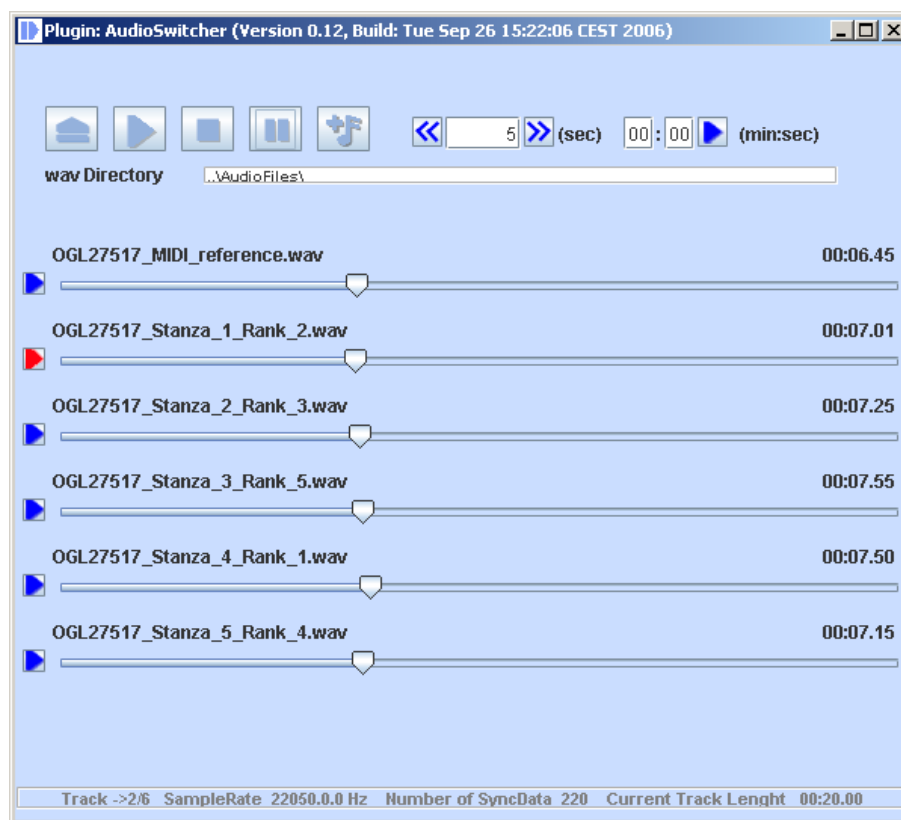 Plugin: AudioSwitcher (Version 0.12, Build: Tue Sep 26 15:22:06 CEST 2006)
5 (sec) 00 : 00 (min:sec)
wav Directory ..\AudioFiles\
OGL27517_MIDI_reference.wav 00:06.45
OGL27517_Stanza_1_Rank_2.wav 00:07.01
OGL27517_Stanza_2_Rank_3.wav 00:07.25
OGL27517_Stanza_3_Rank_5.wav 00:07.55
OGL27517_Stanza_4_Rank_1.wav 00:07.50
OGL27517_Stanza_5_Rank_4.wav 00:07.15
Track ->2/6 SampleRate 22050.0.0 Hz Number of SyncData 220 Current Track Lenght 00:20.00